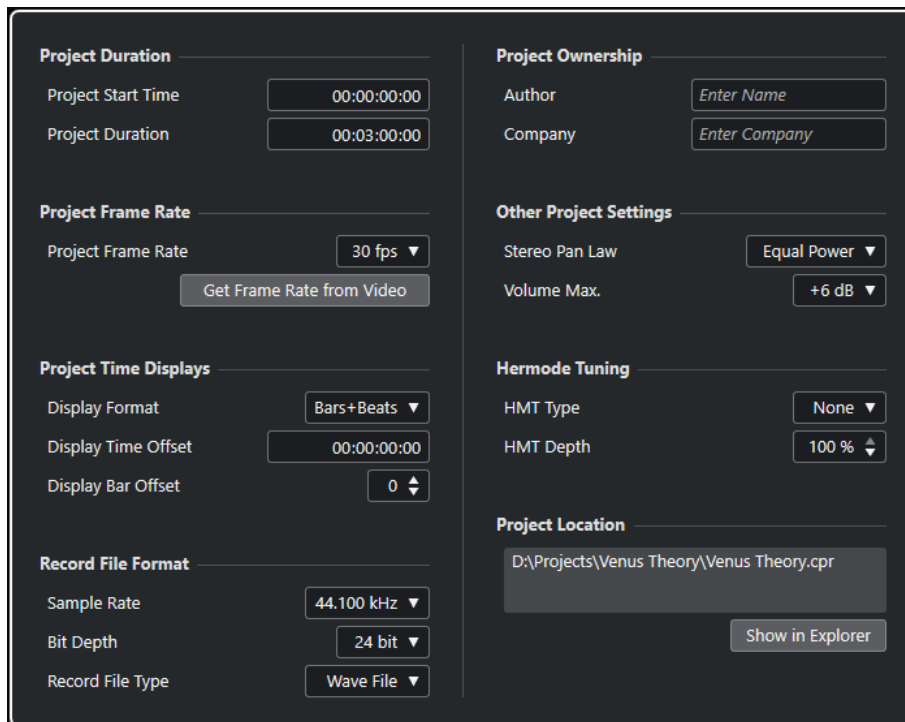 Project Duration
Project Start Time 00:00:00:00
Project Duration 00:03:00:00
Project Frame Rate
Project Frame Rate 30 fps
Get Frame Rate from Video
Project Time Displays
Display Format Bars+Beats
Display Time Offset 00:00:00:00
Display Bar Offset 0
Record File Format
Sample Rate 44.100 kHz
Bit Depth 24 bit
Record File Type Wave File
Project Ownership
Author Enter Name
Company Enter Company
Other Project Settings
Stereo Pan Law Equal Power
Volume Max. +6 dB
Hermode Tuning
HMT Type None
HMT Depth 100 %
Project Location
D:\Projects\Venus Theory\Venus Theory.cpr
Show in Explorer